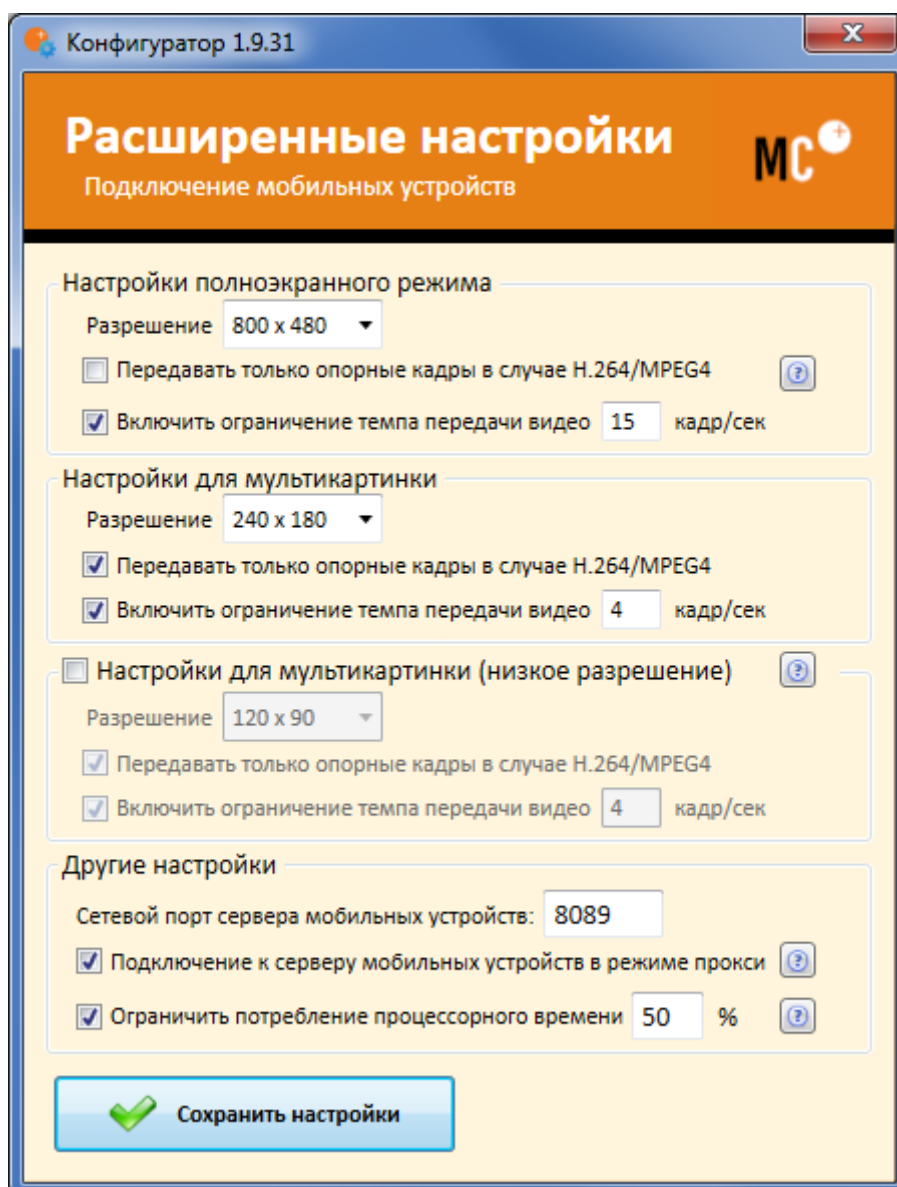 Конфигуратор 1.9.31
Расширенные настройки
Подключение мобильных устройств
MC+
Настройки полноэкранного режима
Разрешение 800 x 480
Передавать только опорные кадры в случае H.264/MPEG4 ?
Включить ограничение темпа передачи видео 15 кадр/сек
Настройки для мультикартинки
Разрешение 240 x 180
Передавать только опорные кадры в случае H.264/MPEG4
Включить ограничение темпа передачи видео 4 кадр/сек
Настройки для мультикартинки (низкое разрешение) ?
Разрешение 120 x 90
Передавать только опорные кадры в случае H.264/MPEG4
Включить ограничение темпа передачи видео 4 кадр/сек
Другие настройки
Сетевой порт сервера мобильных устройств: 8089
Подключение к серверу мобильных устройств в режиме прокси ?
Ограничить потребление процессорного времени 50 % ?
Сохранить настройки